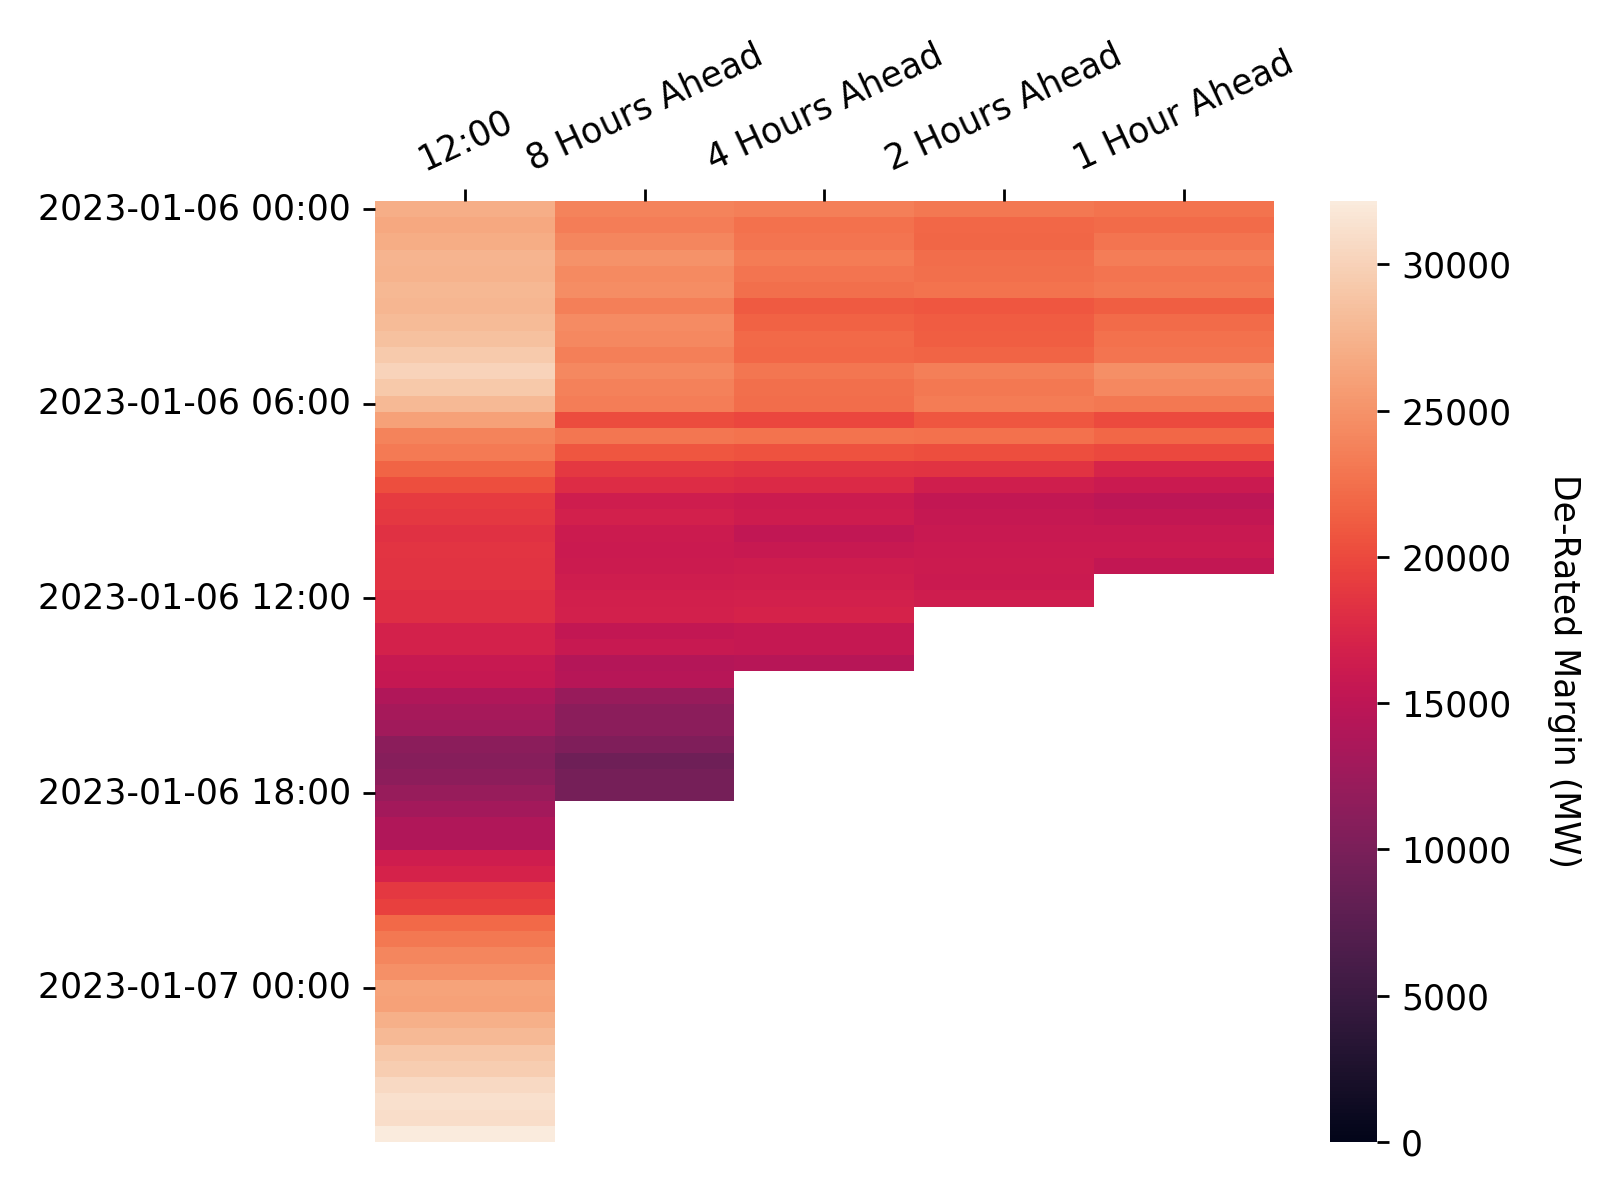 12:00
8 Hours Ahead
4 Hours Ahead
2 Hours Ahead
1 Hour Ahead
2023-01-06 00:00
2023-01-06 06:00
2023-01-06 12:00
2023-01-06 18:00
2023-01-07 00:00
30000
25000
20000
15000
10000
5000
0
De-Rated Margin (MW)